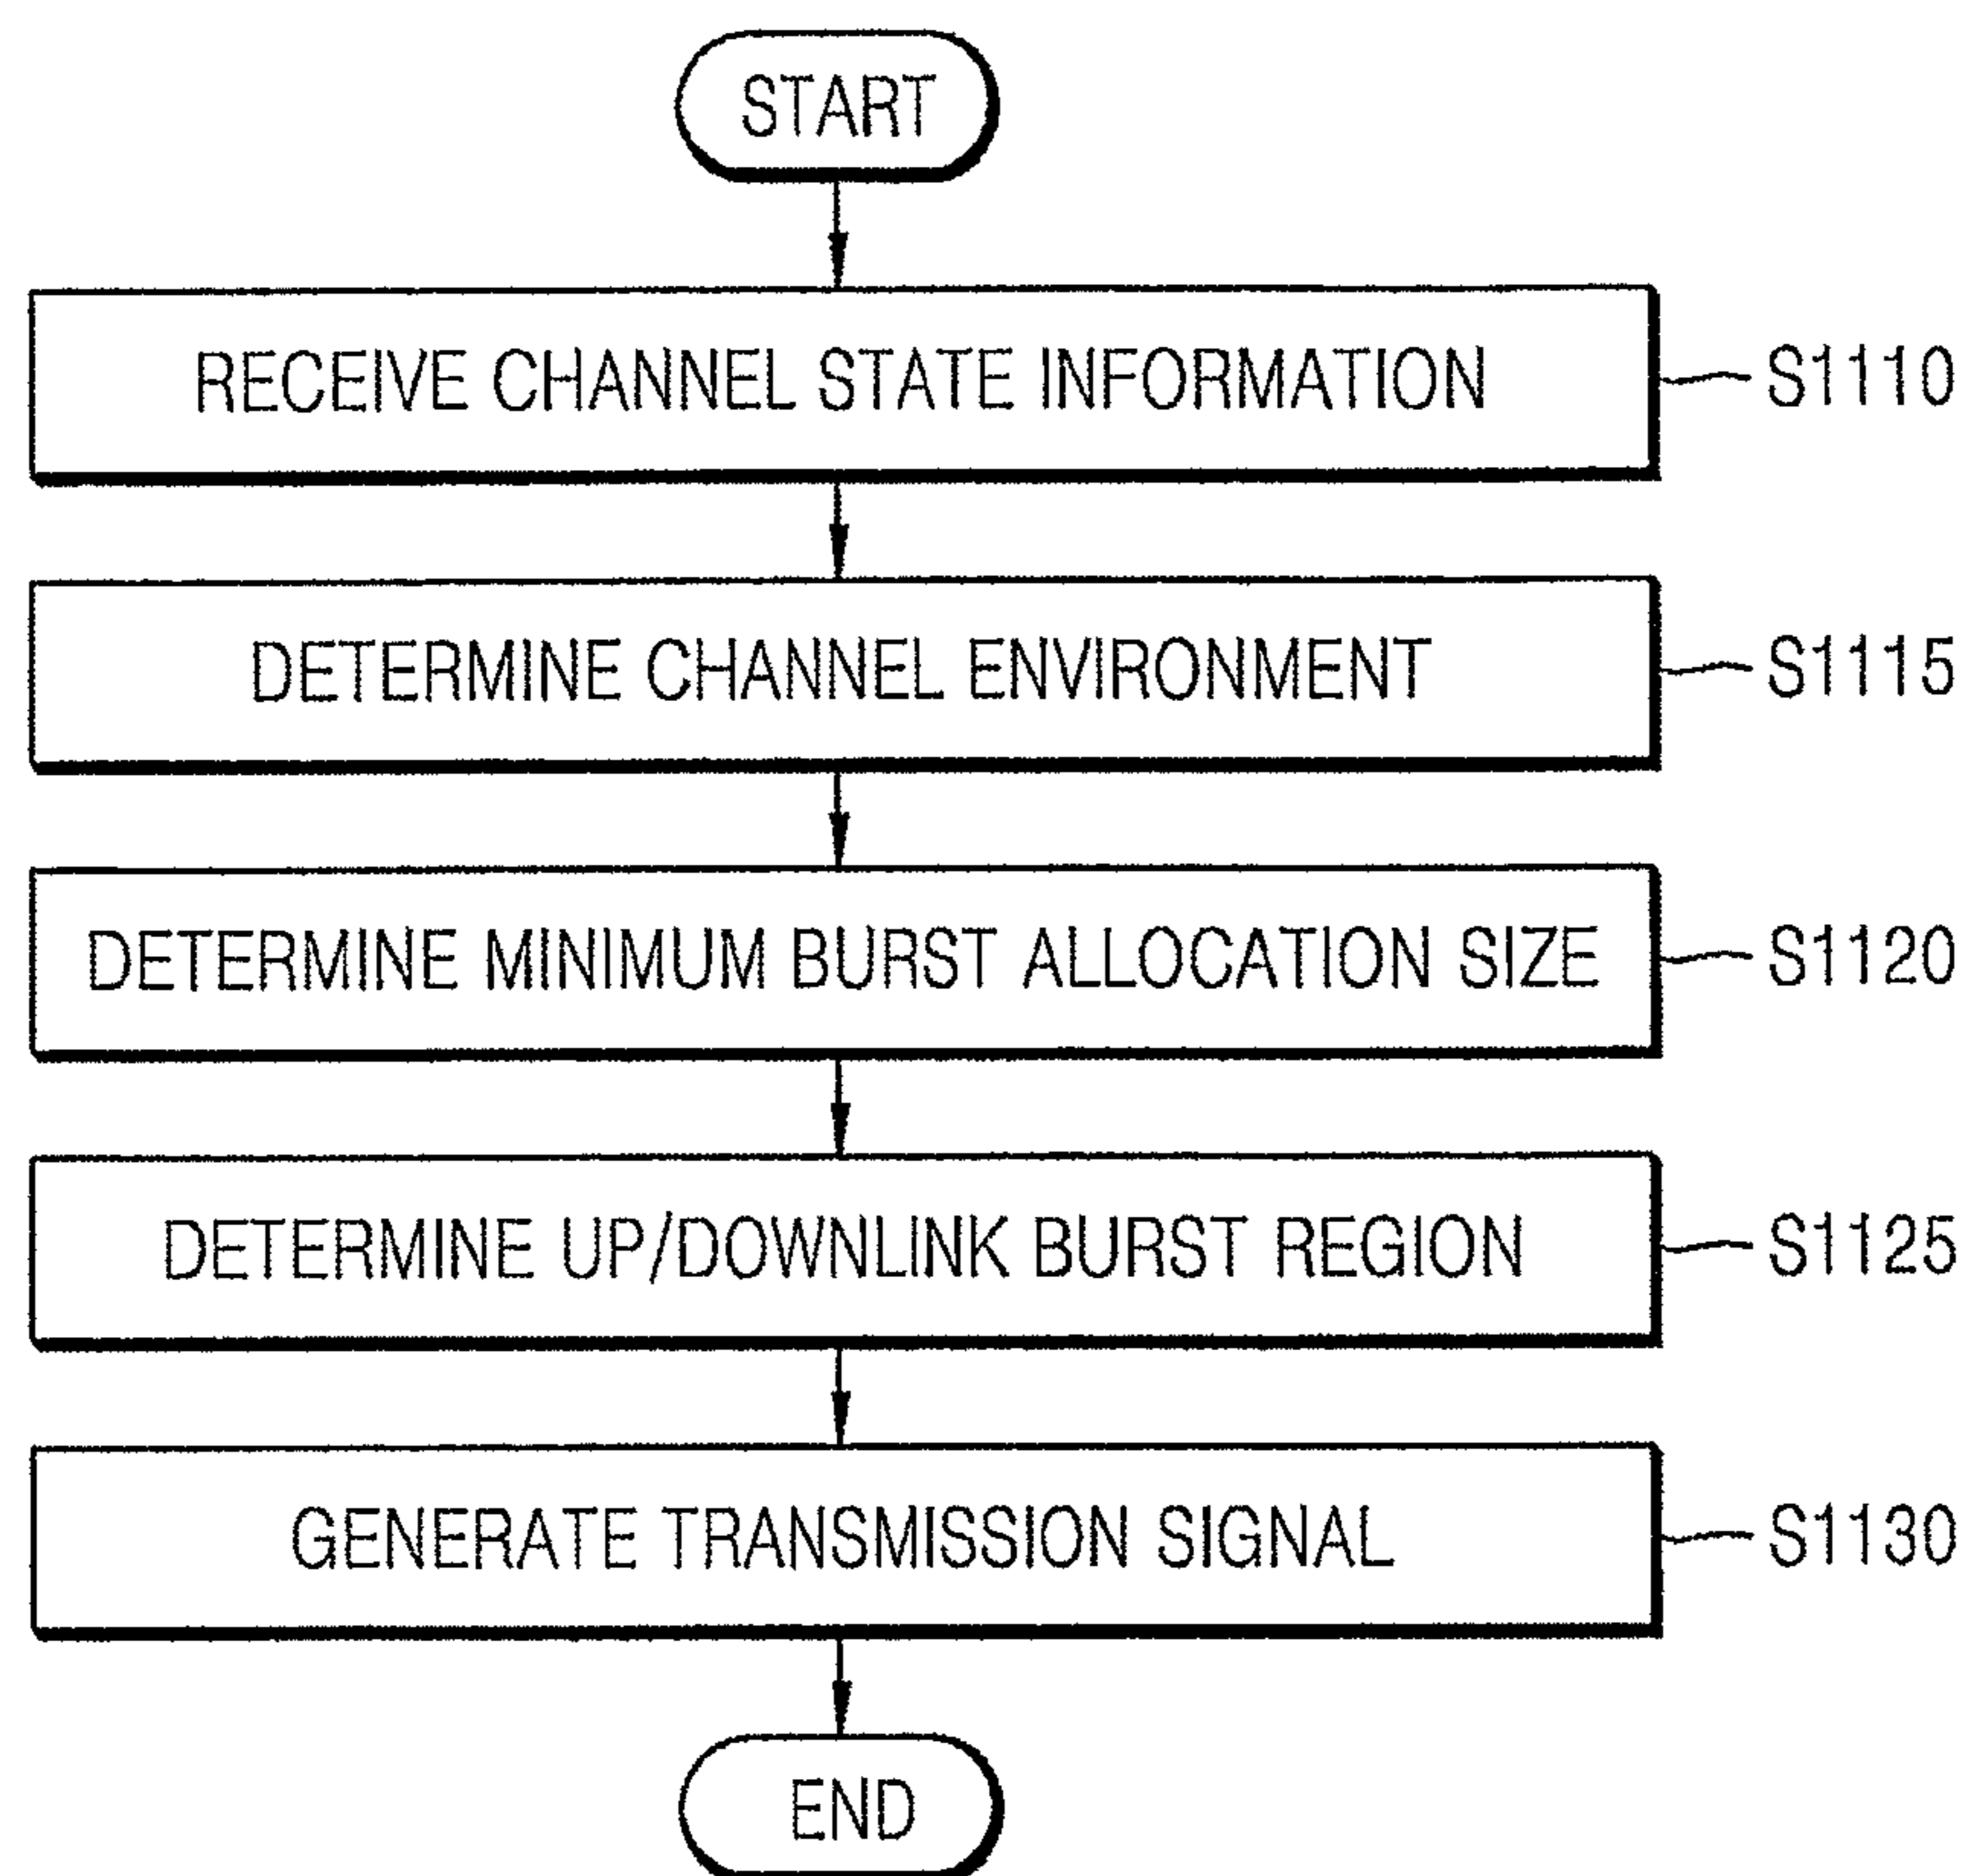 START
RECEIVE CHANNEL STATE INFORMATION
S1110
DETERMINE CHANNEL ENVIRONMENT
S1115
DETERMINE MINIMUM BURST ALLOCATION SIZE
S1120
DETERMINE UP/DOWNLINK BURST REGION
S1125
GENERATE TRANSMISSION SIGNAL
S1130
END